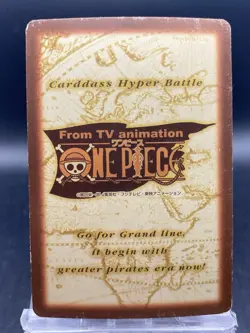 Carddass Hyper Battle
From TV animation
ワンピース
ONE PIECE
Go for Grand line,
it begin with
greater pirates era now!